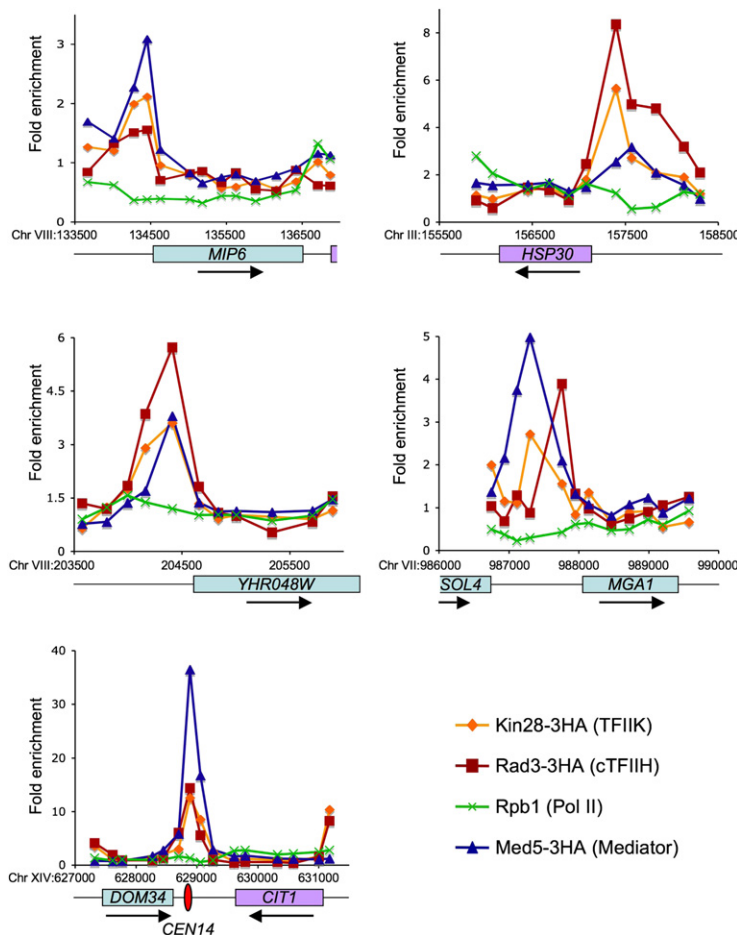 3
2
1
0
Fold enrichment
Chr VIII:133500
134500
135500
136500
MIP6
8
6
4
2
0
Fold enrichment
Chr III:155500
156500
157500
158500
HSP30
6
4.5
3
1.5
0
Fold enrichment
Chr VIII:203500
204500
205500
YHR048W
5
4
3
2
1
0
Fold enrichment
Chr VII:986000
987000
988000
989000
990000
SOL4
MGA1
40
30
20
10
0
Fold enrichment
Chr XIV:627000
628000
629000
630000
631000
DOM34
CIT1
CEN14
Kin28-3HA (TFIIK)
Rad3-3HA (cTFIIH)
Rpb1 (Pol II)
Med5-3HA (Mediator)